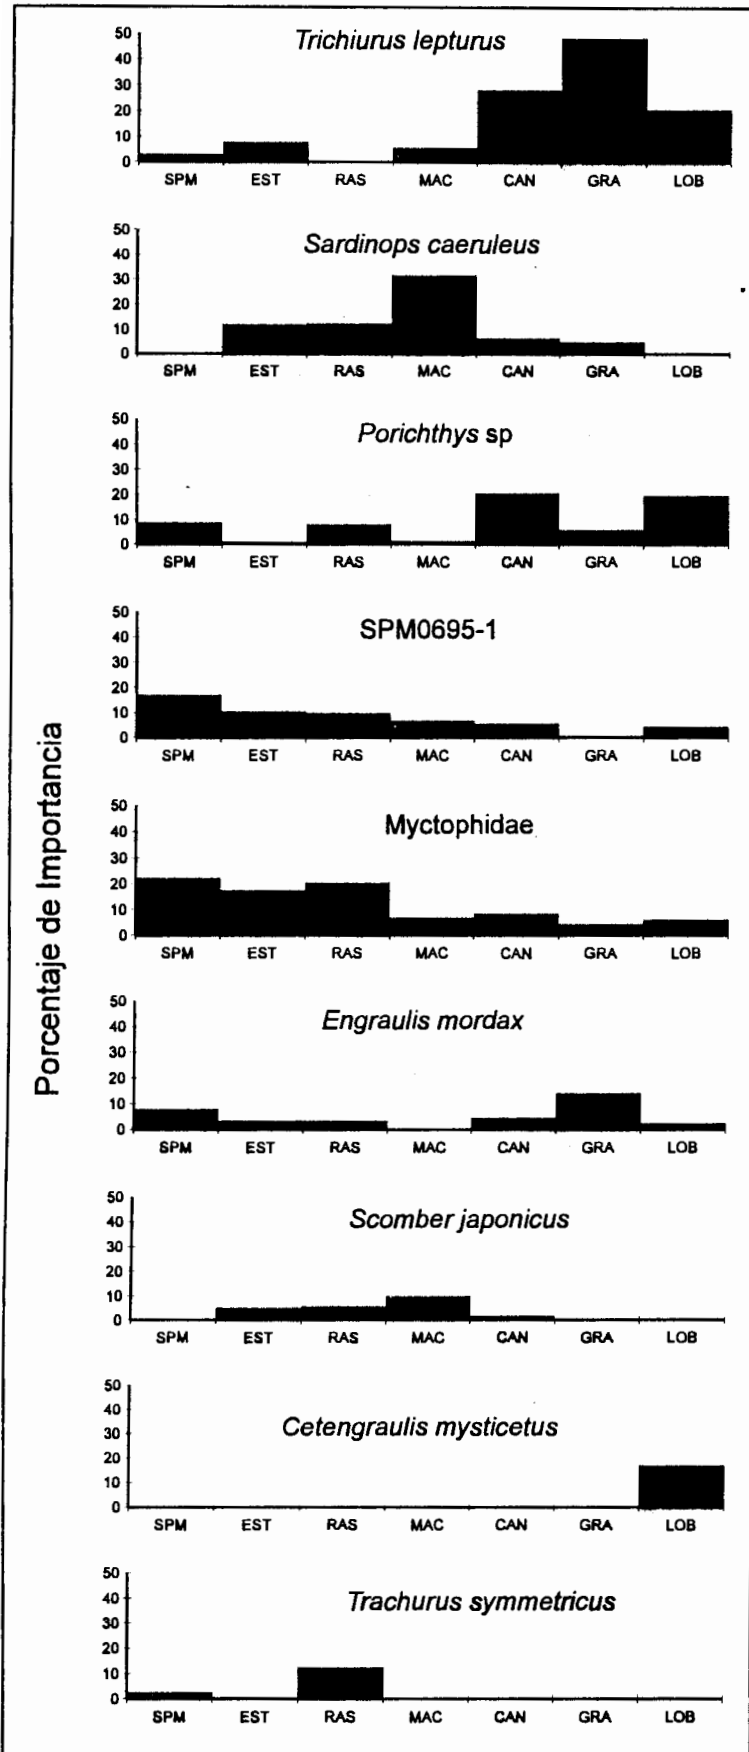 Porcentaje de Importancia
Trichiurus lepturus
50
40
30
20
10
0
SPM EST RAS MAC CAN GRA LOB
Sardinops caeruleus
50
40
30
20
10
0
SPM EST RAS MAC CAN GRA LOB
Porichthys sp
50
40
30
20
10
0
SPM EST RAS MAC CAN GRA LOB
SPM0695-1
50
40
30
20
10
0
SPM EST RAS MAC CAN GRA LOB
Myctophidae
50
40
30
20
10
0
SPM EST RAS MAC CAN GRA LOB
Engraulis mordax
50
40
30
20
10
0
SPM EST RAS MAC CAN GRA LOB
Scomber japonicus
50
40
30
20
10
0
SPM EST RAS MAC CAN GRA LOB
Cetengraulis mysticetus
50
40
30
20
10
0
SPM EST RAS MAC CAN GRA LOB
Trachurus symmetricus
50
40
30
20
10
0
SPM EST RAS MAC CAN GRA LOB